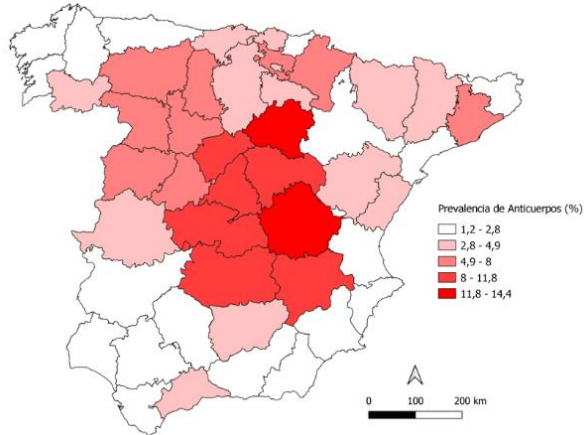 Prevalencia de Anticuerpos (%)
1,2 - 2,8
2,8 - 4,9
4,9 - 8
8 - 11,8
11,8 - 14,4
0 100 200 km